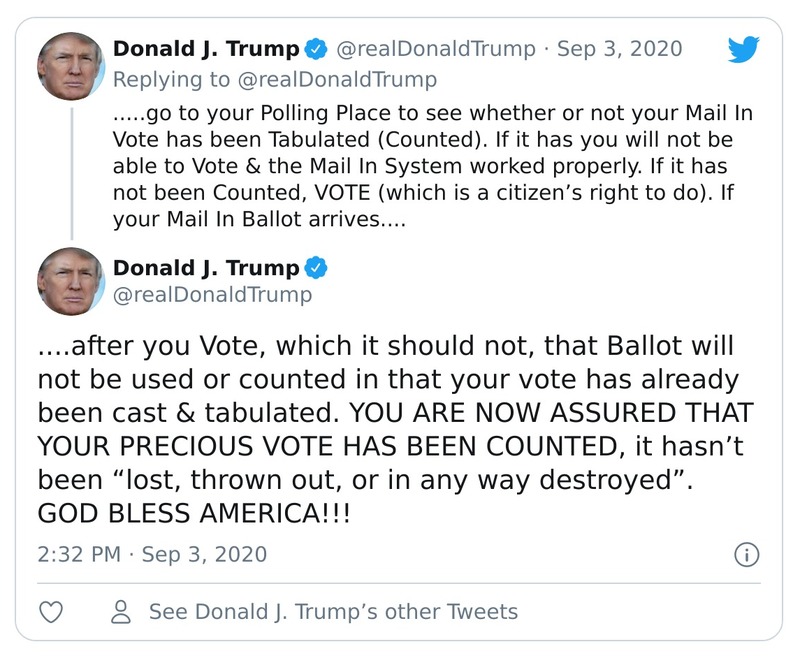 Donald J. Trump @realDonaldTrump · Sep 3, 2020
Replying to @realDonaldTrump
.....go to your Polling Place to see whether or not your Mail In
Vote has been Tabulated (Counted). If it has you will not be
able to Vote & the Mail In System worked properly. If it has
not been Counted, VOTE (which is a citizen’s right to do). If
your Mail In Ballot arrives....
Donald J. Trump
@realDonaldTrump
....after you Vote, which it should not, that Ballot will
not be used or counted in that your vote has already
been cast & tabulated. YOU ARE NOW ASSURED THAT
YOUR PRECIOUS VOTE HAS BEEN COUNTED, it hasn’t
been “lost, thrown out, or in any way destroyed”.
GOD BLESS AMERICA!!!
2:32 PM · Sep 3, 2020
See Donald J. Trump’s other Tweets